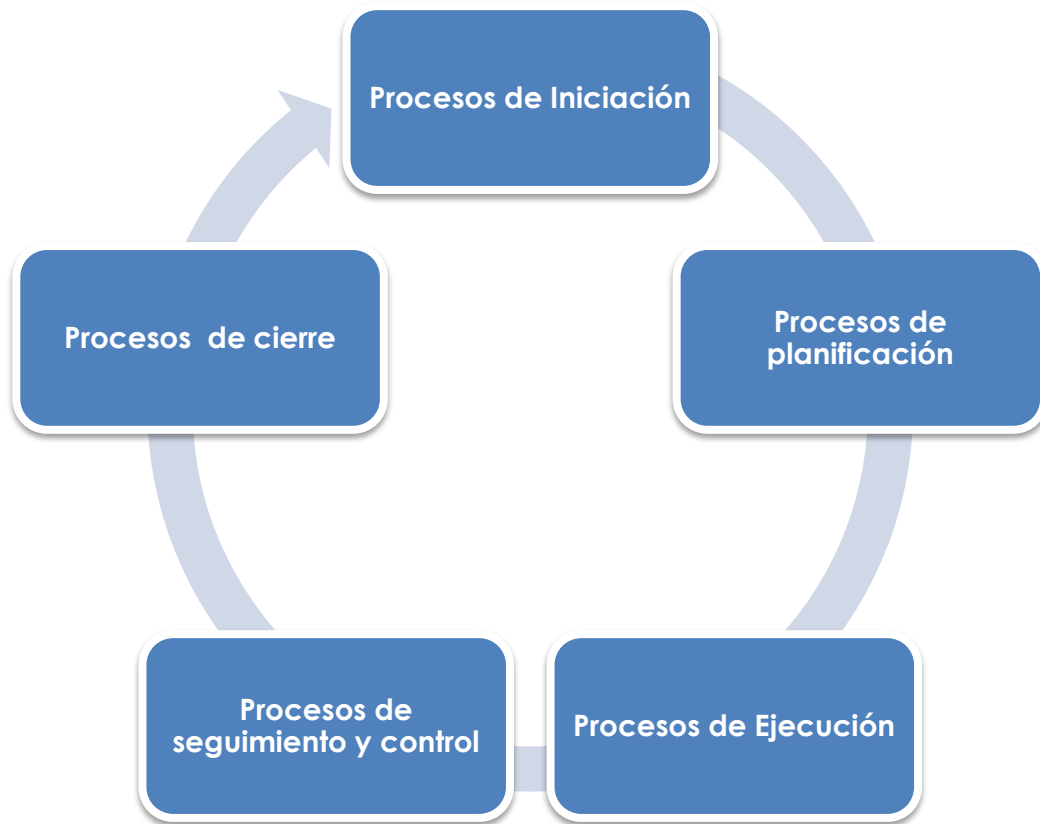 Procesos de Iniciación
Procesos de
planificación
Procesos de Ejecución
Procesos de
seguimiento y control
Procesos  de cierre